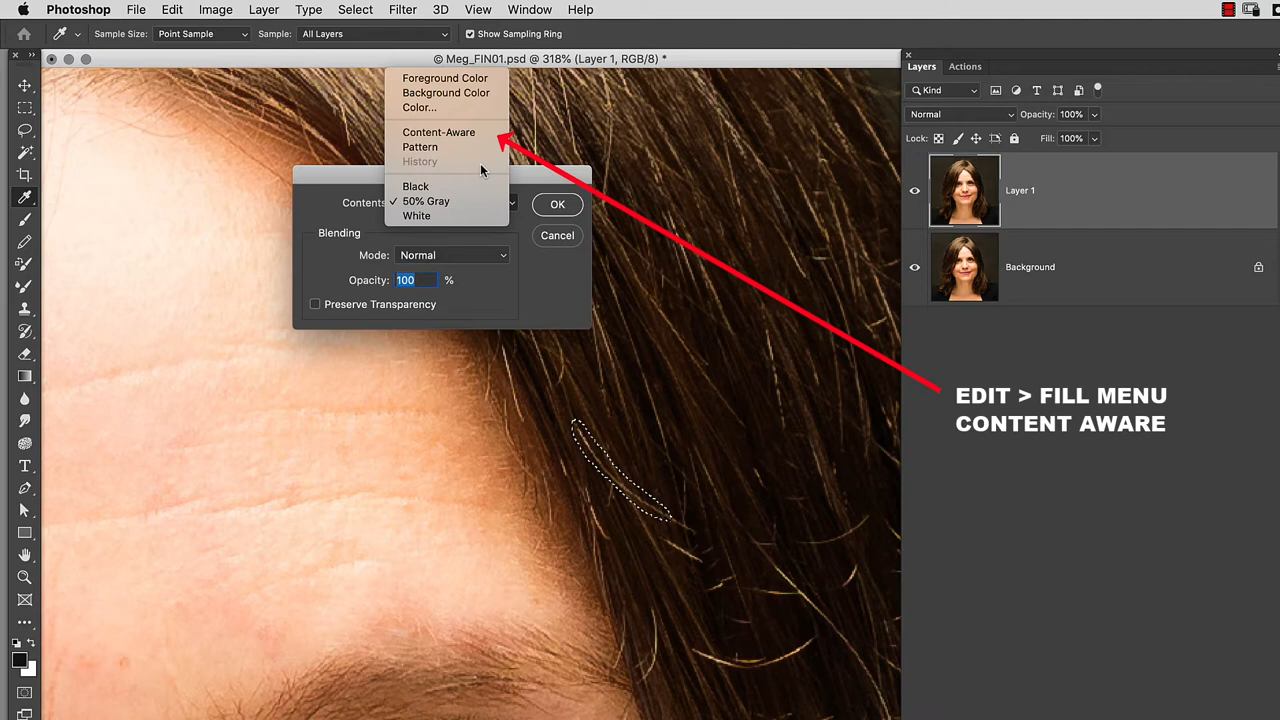 Photoshop File Edit Image Layer Type Select Filter 3D View Window Help
Sample Size: Point Sample Sample: All Layers Show Sampling Ring
© Meg_FIN01.psd @ 318% (Layer 1, RGB/8) *
Foreground Color
Background Color
Color...
Content-Aware
Pattern
History
Black
50% Gray
White
Contents
OK
Cancel
Blending
Mode: Normal
Opacity: 100 %
Preserve Transparency
Layers Actions
Kind
Normal Opacity: 100%
Lock: Fill: 100%
Layer 1
Background
EDIT > FILL MENU
CONTENT AWARE